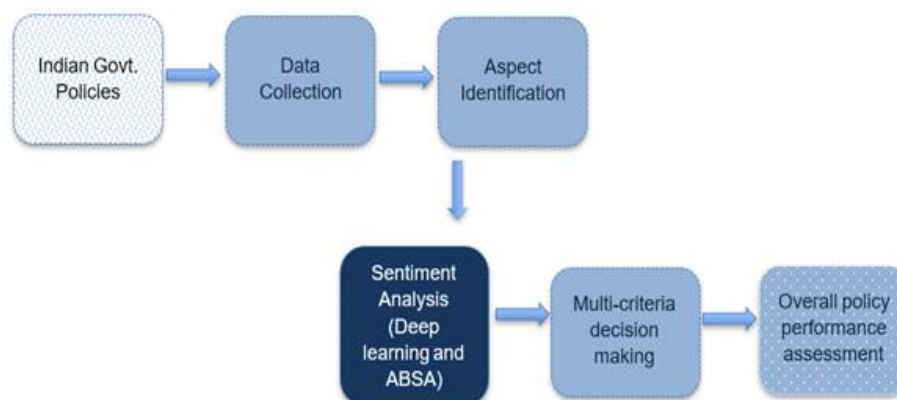 Indian Govt.
Policies
Data
Collection
Aspect
Identification
Sentiment
Analysis
(Deep
learning and
ABSA)
Multi-criteria
decision
making
Overall policy
performance
assessment